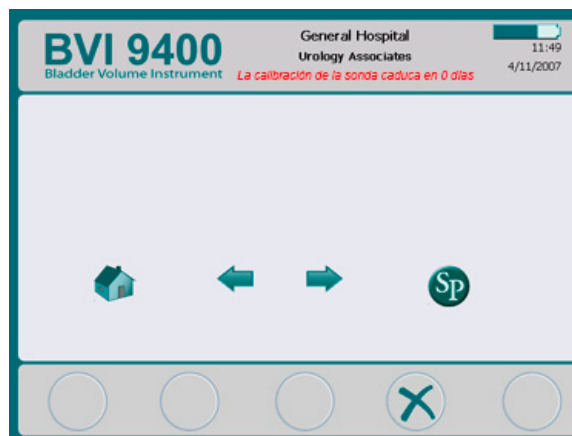 BVI 9400
Bladder Volume Instrument
General Hospital
Urology Associates
La calibración de la sonda caduca en 0 días
11:49
4/11/2007
SP